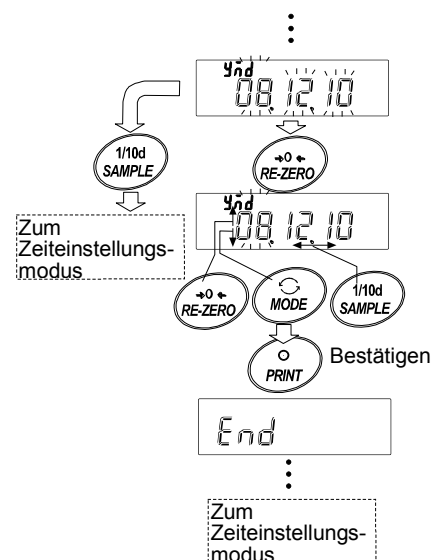 ymd
08.12.10
1/10d
SAMPLE
→0←
RE-ZERO
Zum
Zeiteinstellungs-
modus
ymd
08.12.10
→0←
RE-ZERO
MODE
1/10d
SAMPLE
PRINT
Bestätigen
End
Zum
Zeiteinstellungs-
modus